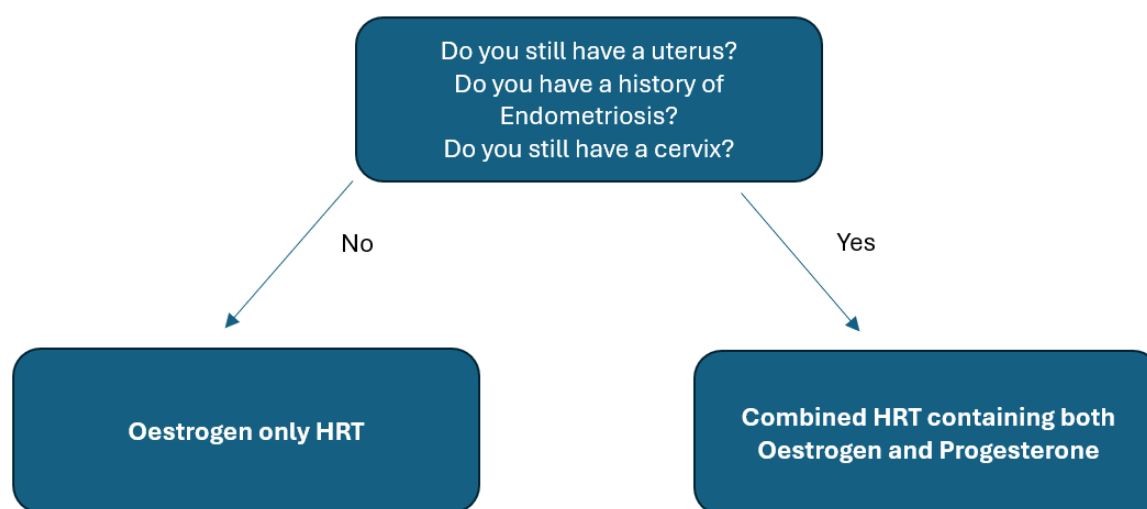 Do you still have a uterus?
Do you have a history of
Endometriosis?
Do you still have a cervix?
No
Yes
Oestrogen only HRT
Combined HRT containing both
Oestrogen and Progesterone